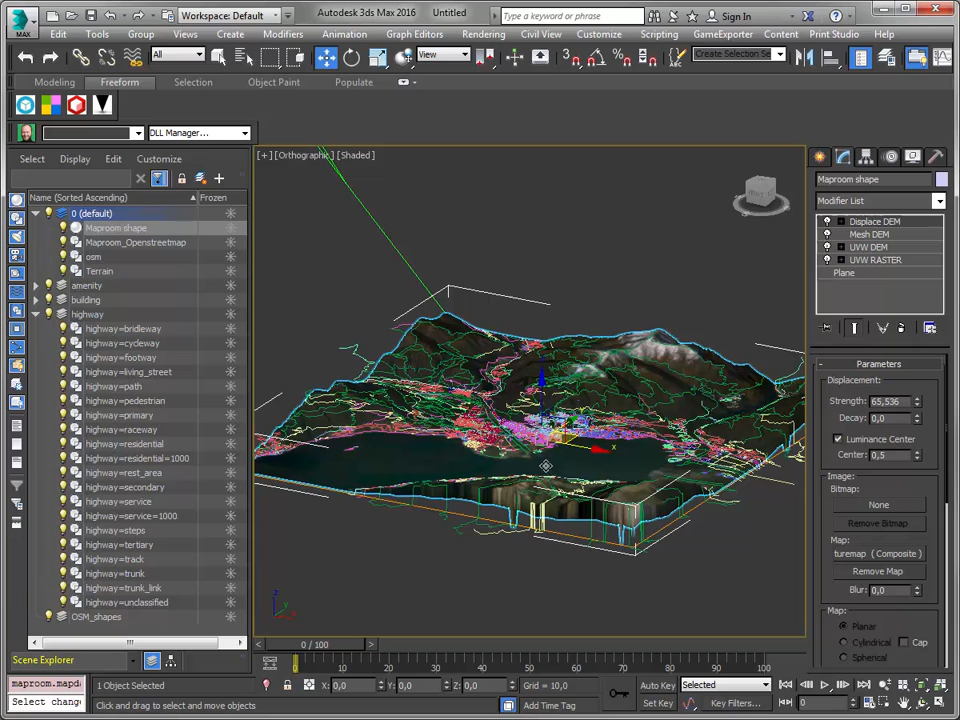 Workspace: Default
Autodesk 3ds Max 2016
Untitled
Type a keyword or phrase
Sign In
MAX
Edit
Tools
Group
Views
Create
Modifiers
Animation
Graph Editors
Rendering
Civil View
Customize
Scripting
GameExporter
Content
Print Studio
Help
All
View
Create Selection Se
Modeling
Freeform
Selection
Object Paint
Populate
DLL Manager...
Select
Display
Edit
Customize
Name (Sorted Ascending)
Frozen
0 (default)
Maproom shape
Maproom_Openstreetmap
osm
Terrain
amenity
building
highway
highway=bridleway
highway=cycleway
highway=footway
highway=living_street
highway=path
highway=pedestrian
highway=primary
highway=raceway
highway=residential
highway=residential=1000
highway=rest_area
highway=secondary
highway=service
highway=service=1000
highway=steps
highway=tertiary
highway=track
highway=trunk
highway=trunk_link
highway=unclassified
OSM_shapes
Scene Explorer
[+] [Orthographic] [Shaded]
x
z
y
x
Maproom shape
Modifier List
Displace DEM
Mesh DEM
UVW DEM
UVW RASTER
Plane
Parameters
Displacement:
Strength: 65,536
Decay: 0,0
Luminance Center
Center: 0,5
Image:
Bitmap:
None
Remove Bitmap
Map:
turemap ( Composite )
Remove Map
Blur: 0,0
Map:
Planar
Cylindrical
Cap
Spherical
0 / 100
0 10 20 30 40 50 60 70 80 90 100
maproom.mapda
Select chang
1 Object Selected
X: 0,0
Y: 0,0
Z: 0,0
Grid = 10,0
Auto Key
Selected
Click and drag to select and move objects
Add Time Tag
Set Key
Key Filters...
0